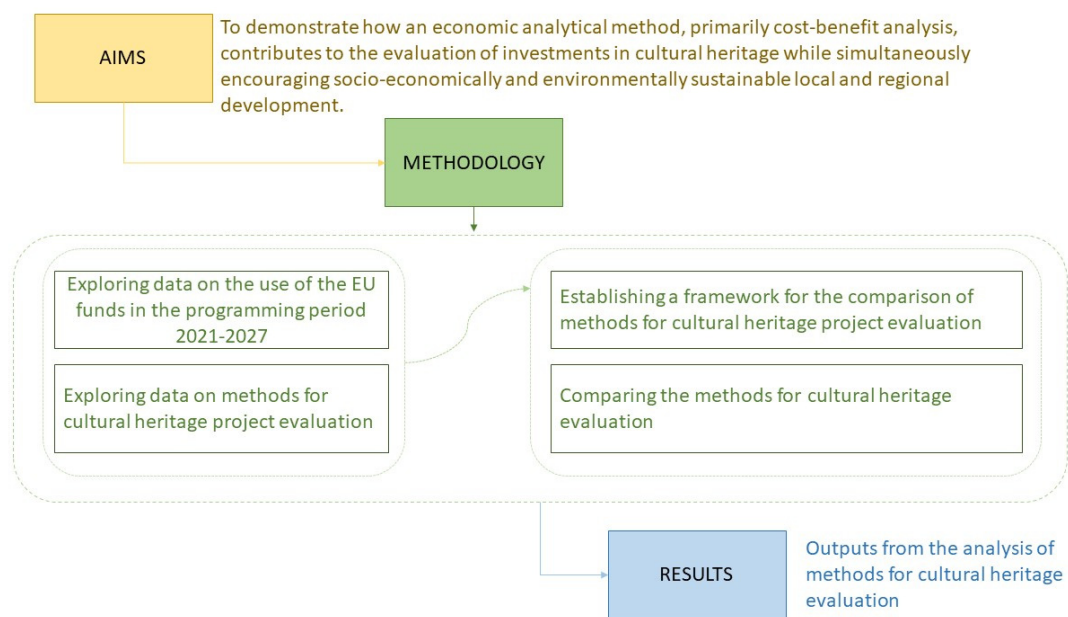 AIMS
To demonstrate how an economic analytical method, primarily cost-benefit analysis,
contributes to the evaluation of investments in cultural heritage while simultaneously
encouraging socio-economically and environmentally sustainable local and regional
development.
METHODOLOGY
Exploring data on the use of the EU
funds in the programming period
2021-2027
Exploring data on methods for
cultural heritage project evaluation
Establishing a framework for the comparison of
methods for cultural heritage project evaluation
Comparing the methods for cultural heritage
evaluation
RESULTS
Outputs from the analysis of
methods for cultural heritage
evaluation